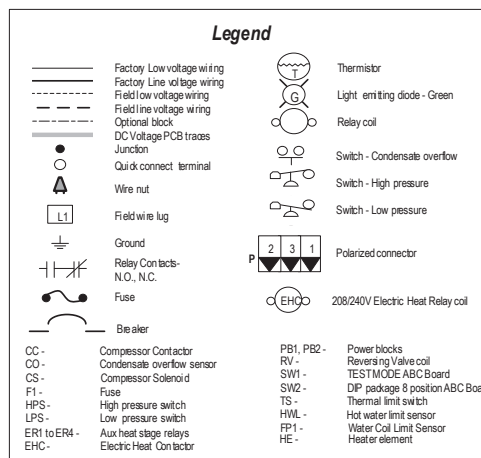 Legend
Factory Low voltage wiring
Factory Line voltage wiring
Field low voltage wiring
Field line voltage wiring
Optional block
DC Voltage PCB traces
Junction
Quick connect terminal
Wire nut
L1 Field wire lug
Ground
Relay Contacts-
N.O., N.C.
Fuse
Breaker
T Thermistor
G Light emitting diode - Green
Relay coil
Switch - Condensate overflow
Switch - High pressure
Switch - Low pressure
P 2 3 1 Polarized connector
EHC 208/240V Electric Heat Relay coil
CC - Compressor Contactor
CO - Condensate overflow sensor
CS - Compressor Solenoid
F1 - Fuse
HPS - High pressure switch
LPS - Low pressure switch
ER1 to ER4 - Aux heat stage relays
EHC - Electric Heat Contactor
PB1, PB2 - Power blocks
RV - Reversing Valve coil
SW1 - TEST MODE ABC Board
SW2 - DIP package 8 position ABC Boa
TS - Thermal limit switch
HWL - Hot water limit sensor
FP1 - Water Coil Limit Sensor
HE - Heater element